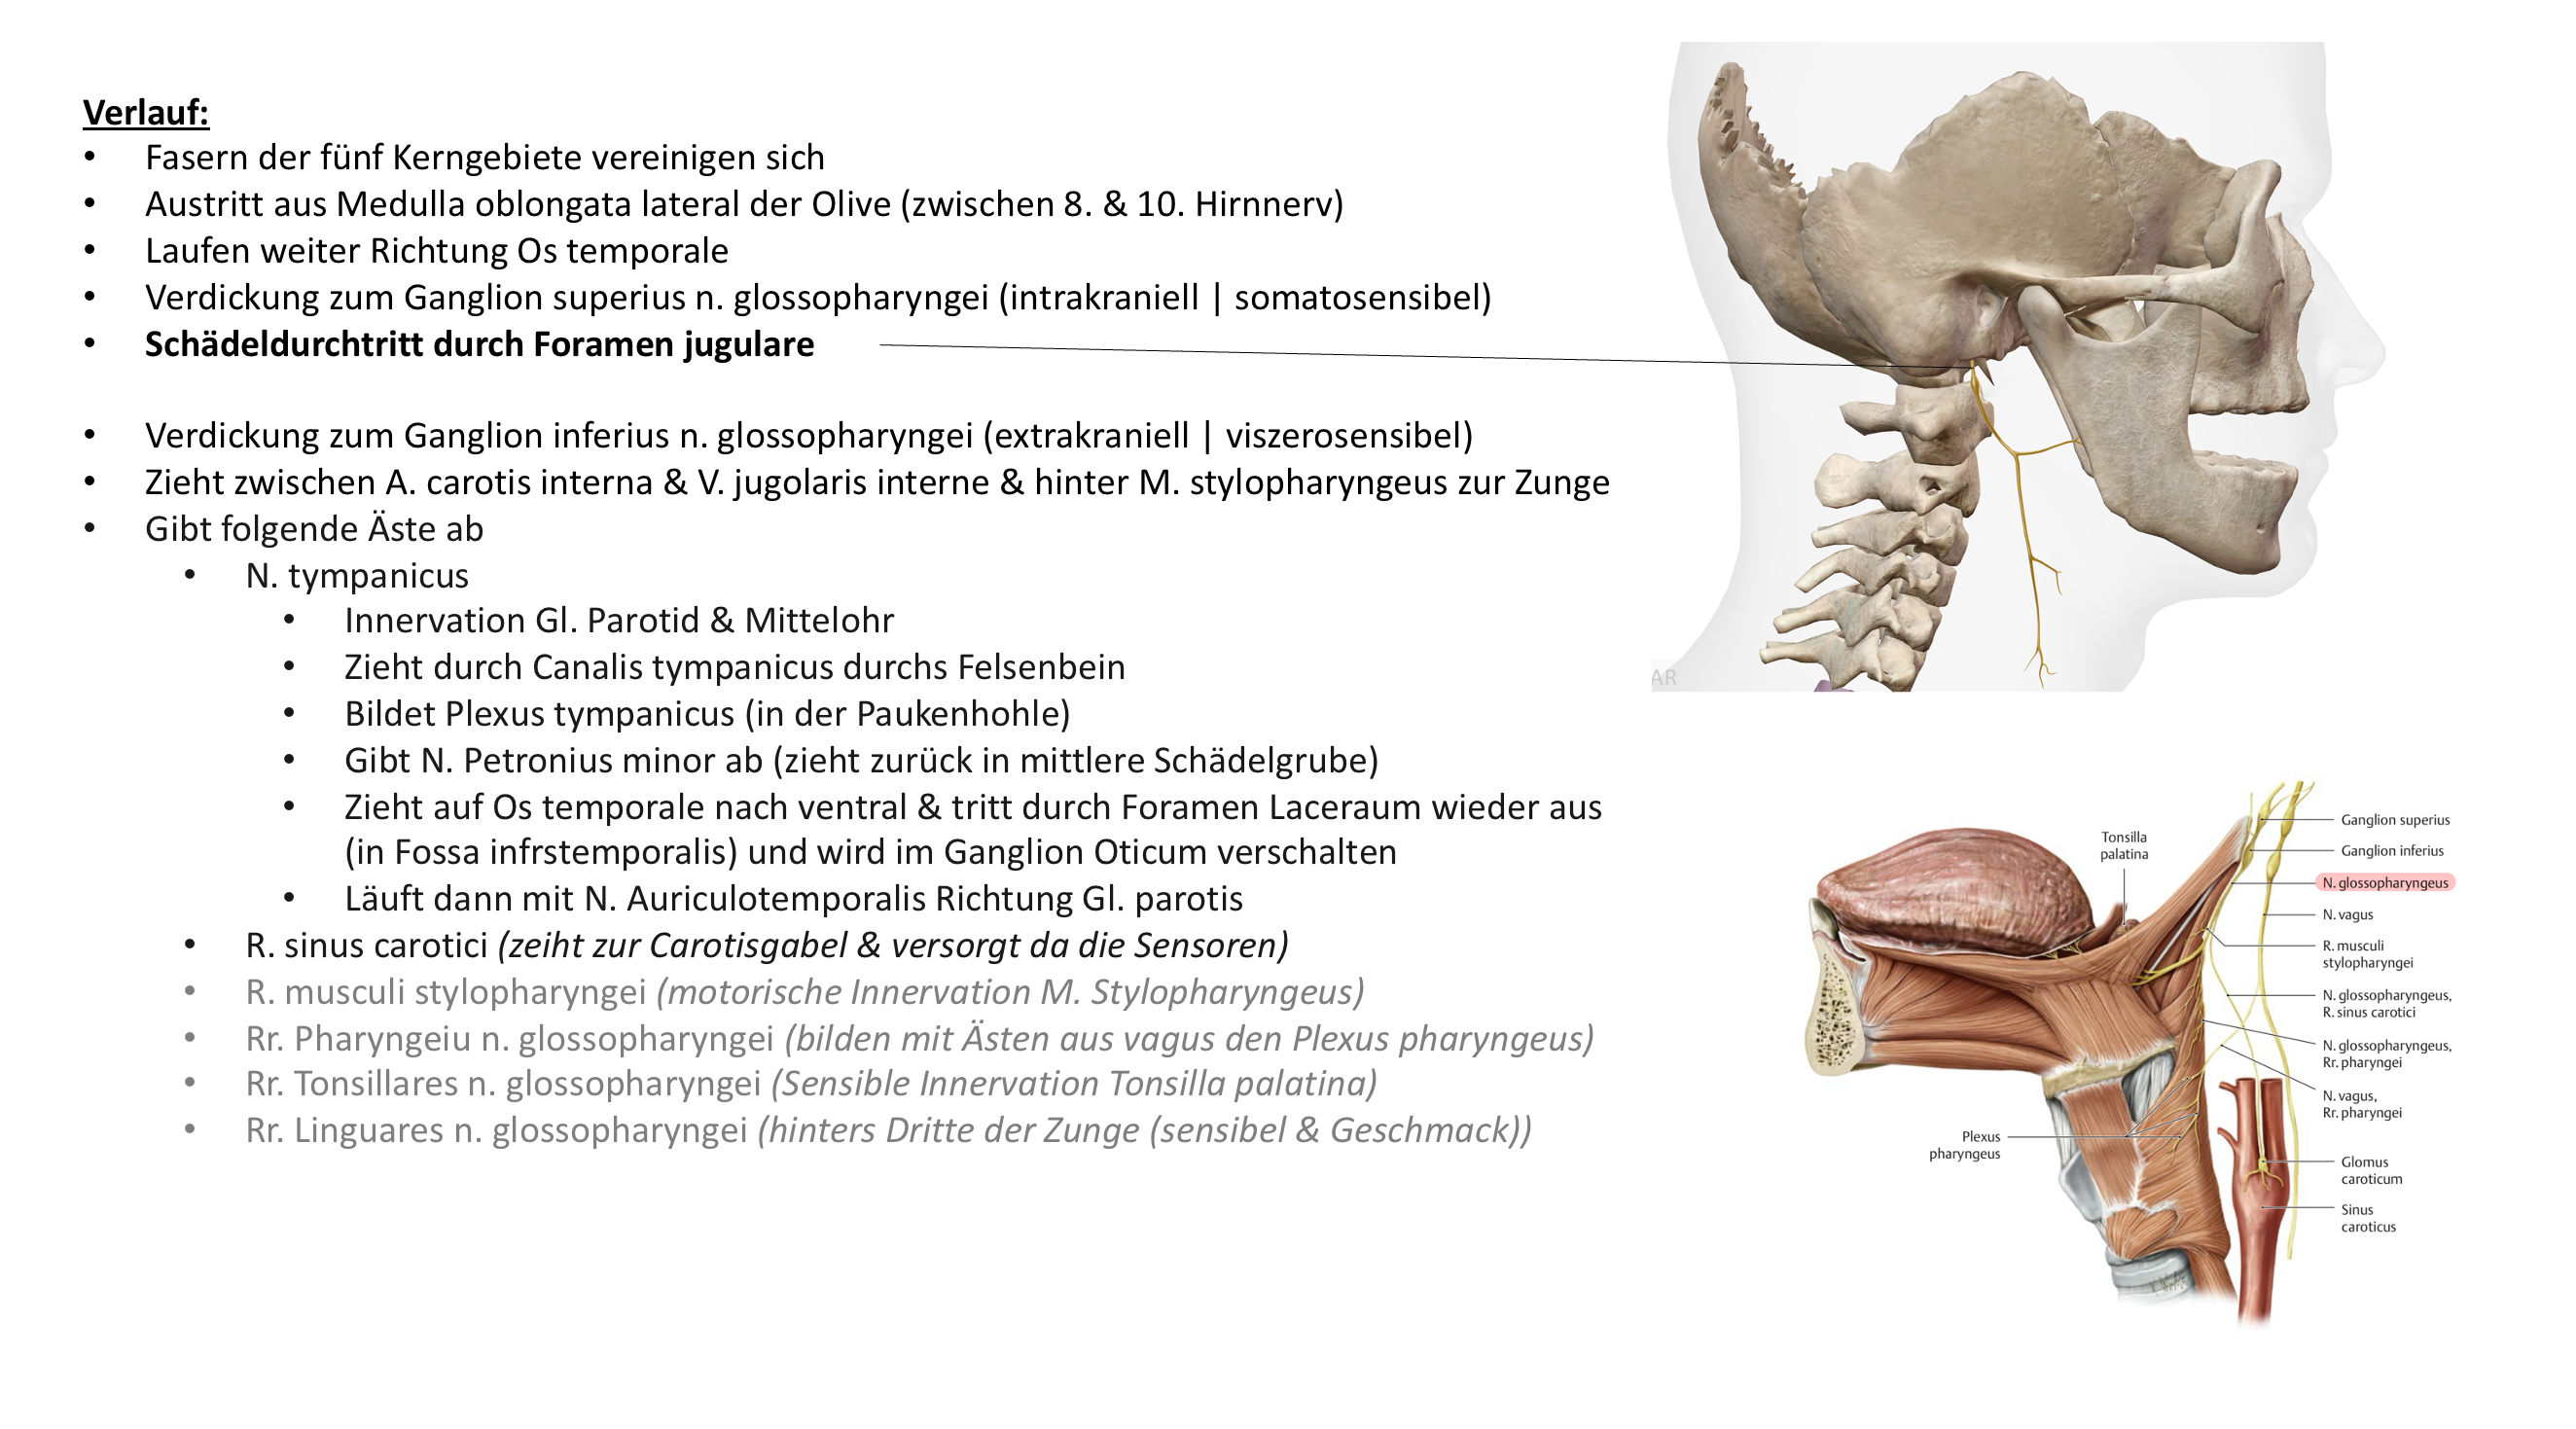 Verlauf:
• Fasern der fünf Kerngebiete vereinigen sich
• Austritt aus Medulla oblongata lateral der Olive (zwischen 8. & 10. Hirnnerv)
• Laufen weiter Richtung Os temporale
• Verdickung zum Ganglion superius n. glossopharyngei (intrakraniell | somatosensibel)
• Schädeldurchtritt durch Foramen jugulare
• Verdickung zum Ganglion inferius n. glossopharyngei (extrakraniell | viszerosensibel)
• Zieht zwischen A. carotis interna & V. jugolaris interne & hinter M. stylopharyngeus zur Zunge
• Gibt folgende Äste ab
• N. tympanicus
• Innervation Gl. Parotid & Mittelohr
• Zieht durch Canalis tympanicus durchs Felsenbein
• Bildet Plexus tympanicus (in der Paukenhohle)
• Gibt N. Petronius minor ab (zieht zurück in mittlere Schädelgrube)
• Zieht auf Os temporale nach ventral & tritt durch Foramen Laceraum wieder aus
(in Fossa infrstemporalis) und wird im Ganglion Oticum verschalten
• Läuft dann mit N. Auriculotemporalis Richtung Gl. parotis
• R. sinus carotici (zeiht zur Carotisgabel & versorgt da die Sensoren)
• R. musculi stylopharyngei (motorische Innervation M. Stylopharyngeus)
• Rr. Pharyngeiu n. glossopharyngei (bilden mit Ästen aus vagus den Plexus pharyngeus)
• Rr. Tonsillares n. glossopharyngei (Sensible Innervation Tonsilla palatina)
• Rr. Linguares n. glossopharyngei (hinters Dritte der Zunge (sensibel & Geschmack))
AR
Tonsilla
palatina
Ganglion superius
Ganglion inferius
N. glossopharyngeus
N. vagus
R. musculi
stylopharyngei
N. glossopharyngeus,
R. sinus carotici
N. glossopharyngeus,
Rr. pharyngei
N. vagus,
Rr. pharyngei
Plexus
pharyngeus
Glomus
caroticum
Sinus
caroticus